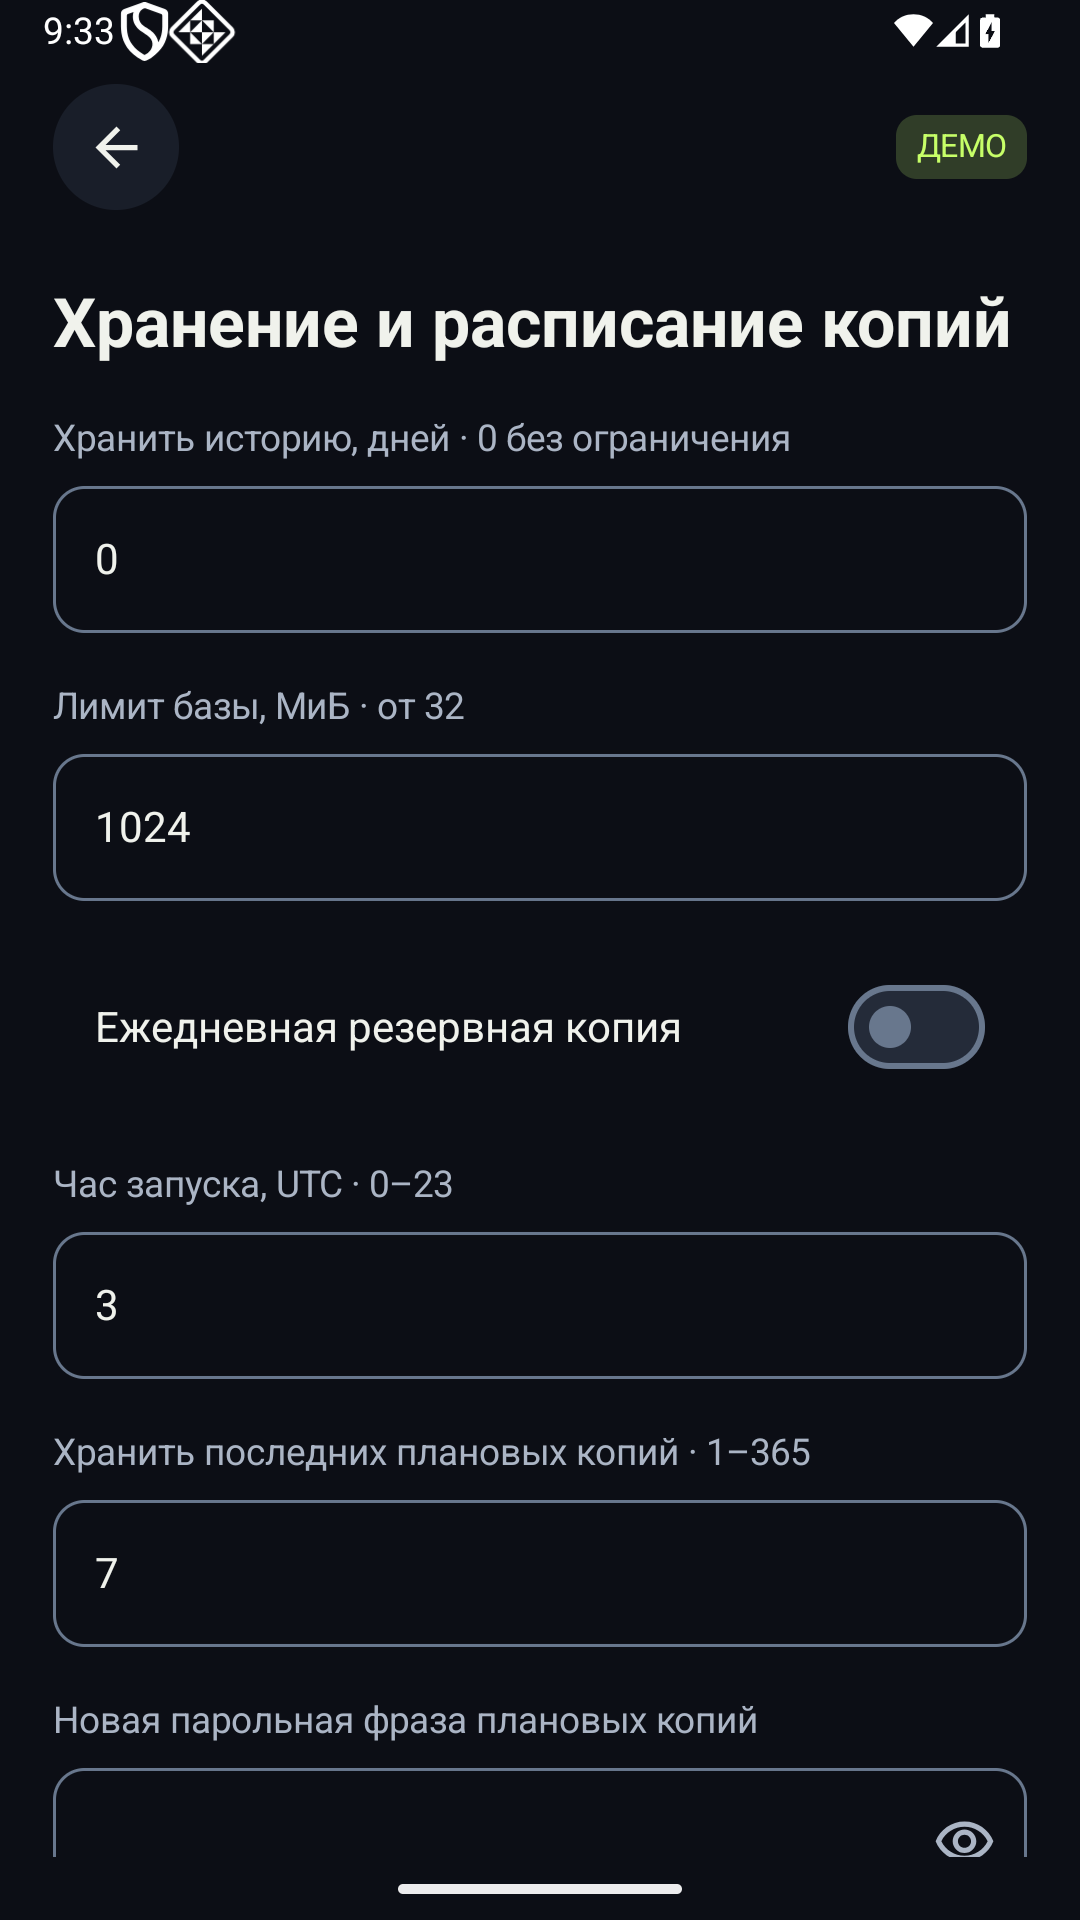 9:33
ДЕМО
Хранение и расписание копий
Хранить историю, дней · 0 без ограничения
0
Лимит базы, МиБ · от 32
1024
Ежедневная резервная копия
Час запуска, UTC · 0–23
3
Хранить последних плановых копий · 1–365
7
Новая парольная фраза плановых копий